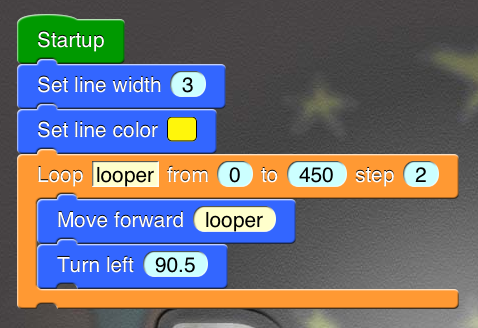 Startup
Set line width 3
Set line color
Loop looper from 0 to 450 step 2
Move forward looper
Turn left 90.5